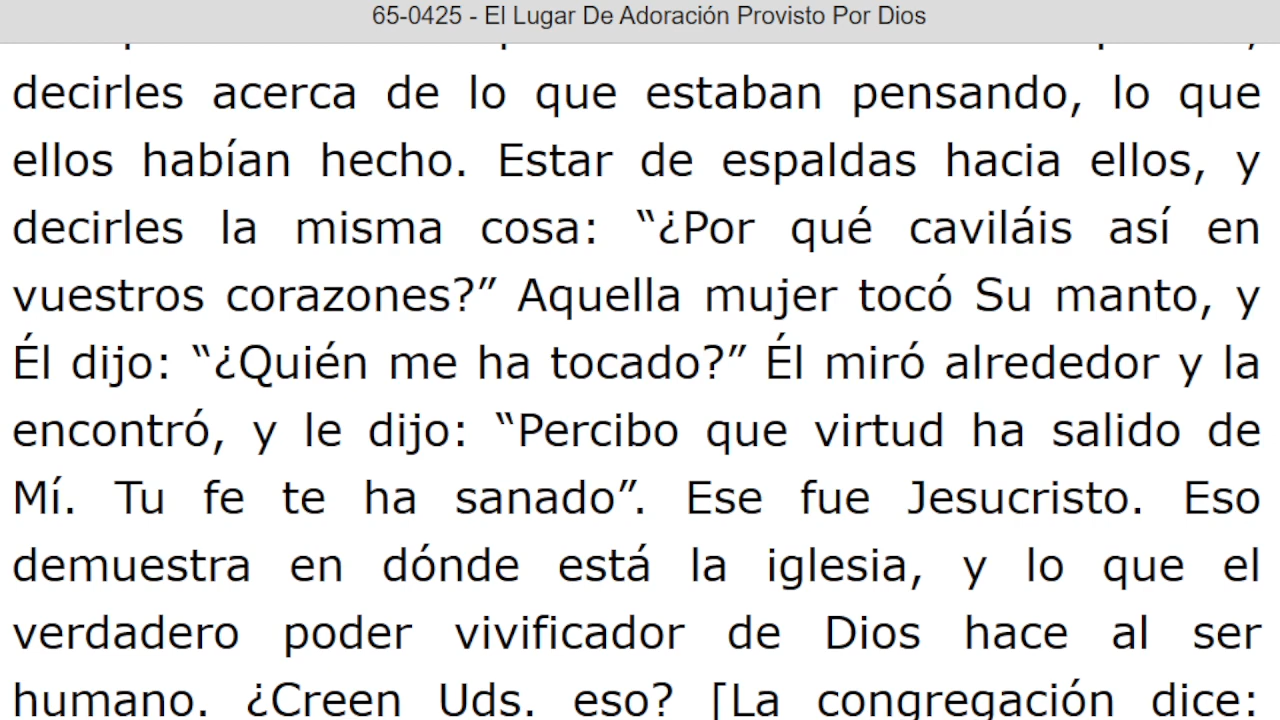 65-0425 - El Lugar De Adoración Provisto Por Dios
decirles acerca de lo que estaban pensando, lo que
ellos habían hecho. Estar de espaldas hacia ellos, y
decirles la misma cosa: “¿Por qué caviláis así en
vuestros corazones?” Aquella mujer tocó Su manto, y
Él dijo: “¿Quién me ha tocado?” Él miró alrededor y la
encontró, y le dijo: “Percibo que virtud ha salido de
Mí. Tu fe te ha sanado”. Ese fue Jesucristo. Eso
demuestra en dónde está la iglesia, y lo que el
verdadero poder vivificador de Dios hace al ser
humano. ¿Creen Uds. eso? [La congregación dice: